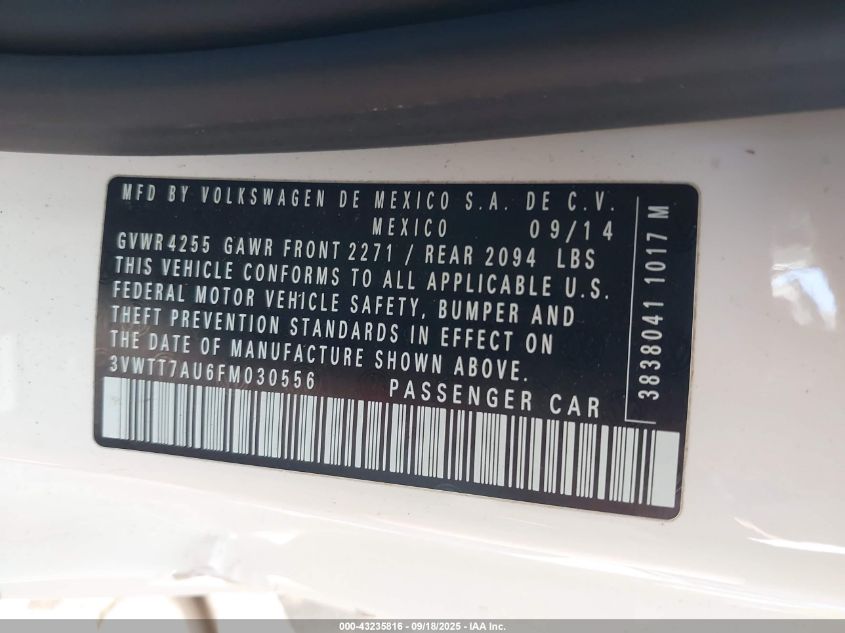 MFD BY VOLKSWAGEN DE MEXICO S.A. DE C.V.
MEXICO 09/14
GVWR 4255 GAWR FRONT 2271 / REAR 2094 LBS
THIS VEHICLE CONFORMS TO ALL APPLICABLE U.S.
FEDERAL MOTOR VEHICLE SAFETY, BUMPER AND
THEFT PREVENTION STANDARDS IN EFFECT ON
THE DATE OF MANUFACTURE SHOWN ABOVE.
3VWTT7AU6FM030556 PASSENGER CAR
3838041 1017 M
000-43235816 - 09/18/2025 - IAA Inc.